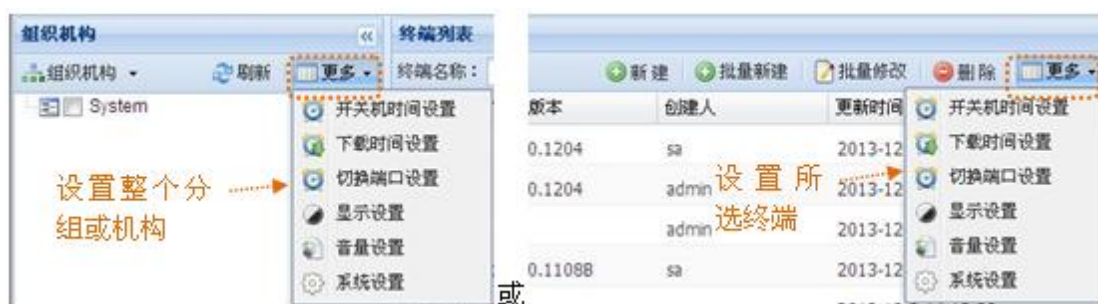 组织机构 « 终端列表
组织机构 刷新 更多 终端名称：
System
开关机时间设置
下载时间设置
切换端口设置
显示设置
音量设置
系统设置
设置整个分
组或机构
或
新建 批量新建 批量修改 删除 更多
版本 创建人 更新时间
0.1204 sa 2013-12
0.1204 admin 2013-12
admin 2013-12
0.1108B sa 2013-12
开关机时间设置
下载时间设置
切换端口设置
显示设置
音量设置
系统设置
设置所
选终端